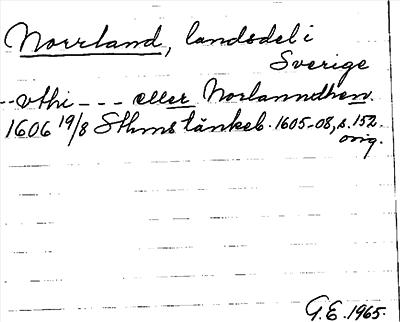 Norrland, landsdel i
Sverige
-- vthi - - - eller Norlanndhen.
1606 19/8 Sthms tänkeb. 1605-08, s. 152.
orig.
G.E. 1965.